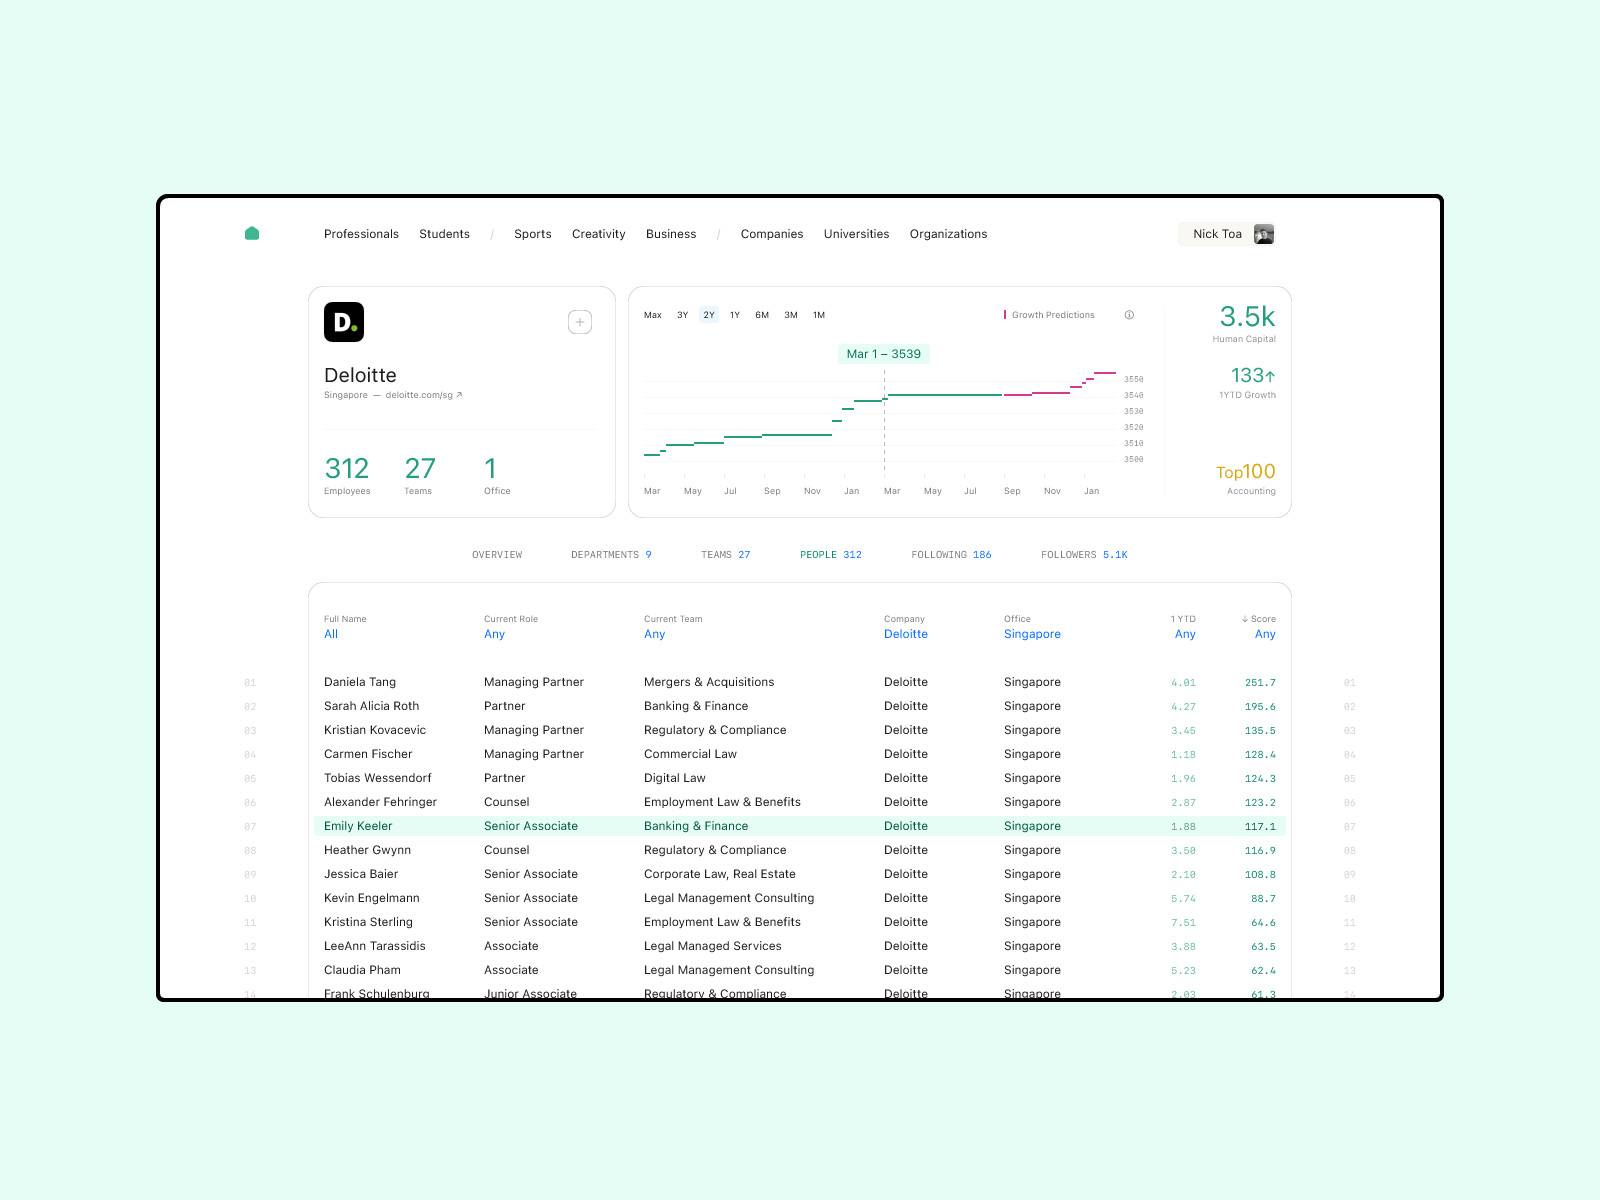 Professionals Students / Sports Creativity Business / Companies Universities Organizations Nick Toa
D.
Deloitte
Singapore — deloitte.com/sg ↗
312 27 1
Employees Teams Office
Max 3Y 2Y 1Y 6M 3M 1M Growth Predictions
Mar 1 – 3539
3550
3540
3530
3520
3510
3500
Mar May Jul Sep Nov Jan Mar May Jul Sep Nov Jan
3.5k
Human Capital
133↑
1YTD Growth
Top100
Accounting
OVERVIEW DEPARTMENTS 9 TEAMS 27 PEOPLE 312 FOLLOWING 186 FOLLOWERS 5.1K
Full Name Current Role Current Team Company Office 1 YTD ↓ Score
All Any Any Deloitte Singapore Any Any
01 Daniela Tang Managing Partner Mergers & Acquisitions Deloitte Singapore 4.01 251.7 01
02 Sarah Alicia Roth Partner Banking & Finance Deloitte Singapore 4.27 195.6 02
03 Kristian Kovacevic Managing Partner Regulatory & Compliance Deloitte Singapore 3.45 135.5 03
04 Carmen Fischer Managing Partner Commercial Law Deloitte Singapore 1.18 128.4 04
05 Tobias Wessendorf Partner Digital Law Deloitte Singapore 1.96 124.3 05
06 Alexander Fehringer Counsel Employment Law & Benefits Deloitte Singapore 2.87 123.2 06
07 Emily Keeler Senior Associate Banking & Finance Deloitte Singapore 1.88 117.1 07
08 Heather Gwynn Counsel Regulatory & Compliance Deloitte Singapore 3.50 116.9 08
09 Jessica Baier Senior Associate Corporate Law, Real Estate Deloitte Singapore 2.10 108.8 09
10 Kevin Engelmann Senior Associate Legal Management Consulting Deloitte Singapore 5.74 88.7 10
11 Kristina Sterling Senior Associate Employment Law & Benefits Deloitte Singapore 7.51 64.6 11
12 LeeAnn Tarassidis Associate Legal Managed Services Deloitte Singapore 3.88 63.5 12
13 Claudia Pham Associate Legal Management Consulting Deloitte Singapore 5.23 62.4 13
14 Frank Schulenburg Junior Associate Regulatory & Compliance Deloitte Singapore 2.03 61.3 14